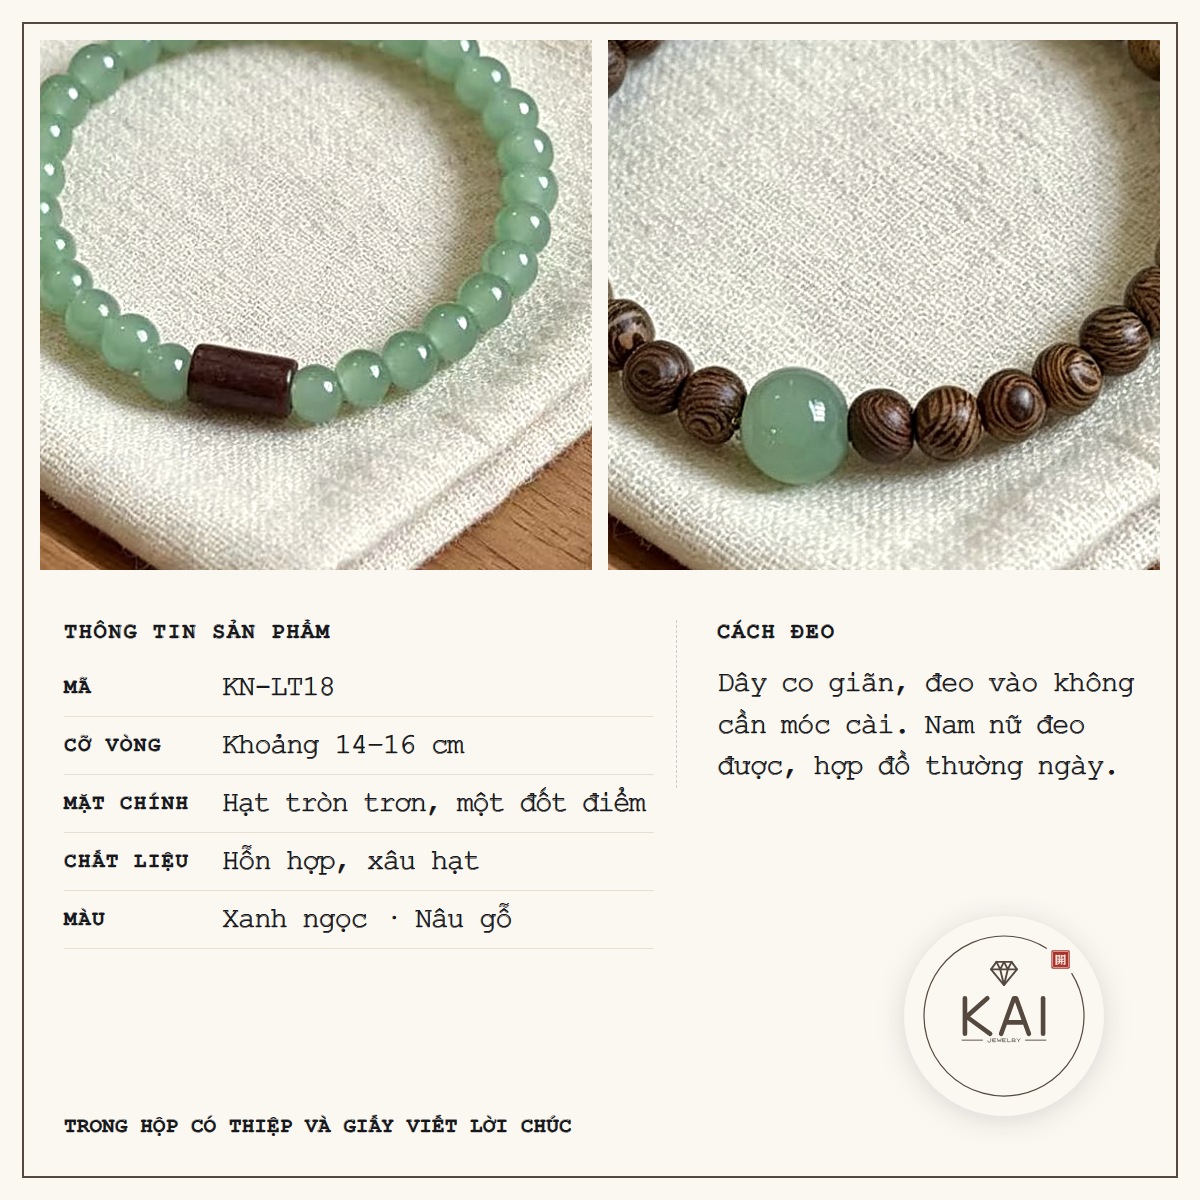 THÔNG TIN SẢN PHẨM
MÃ KN-LT18
CỠ VÒNG Khoảng 14–16 cm
MẶT CHÍNH Hạt tròn trơn, một đốt điểm
CHẤT LIỆU Hỗn hợp, xâu hạt
MÀU Xanh ngọc · Nâu gỗ
CÁCH ĐEO
Dây co giãn, đeo vào không
cần móc cài. Nam nữ đeo
được, hợp đồ thường ngày.
開
KAI
JEWELRY
TRONG HỘP CÓ THIỆP VÀ GIẤY VIẾT LỜI CHÚC